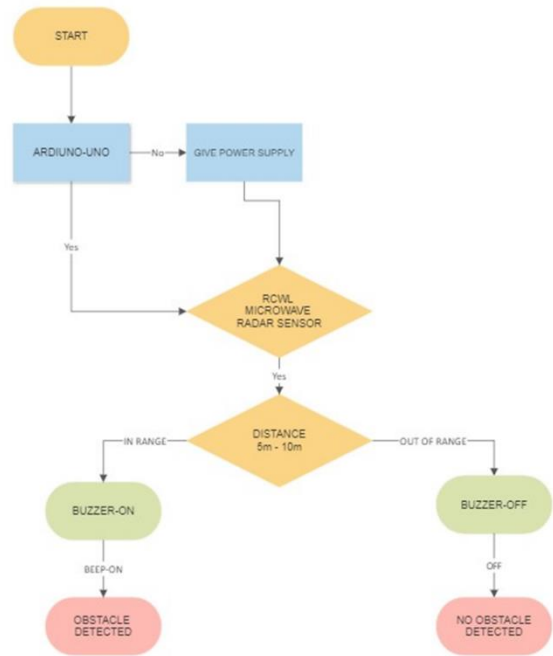 START
ARDIUNO-UNO
No
GIVE POWER SUPPLY
Yes
RCWL
MICROWAVE
RADAR SENSOR
Yes
DISTANCE
5m - 10m
IN RANGE
OUT OF RANGE
BUZZER-ON
BUZZER-OFF
BEEP-ON
OFF
OBSTACLE
DETECTED
NO OBSTACLE
DETECTED